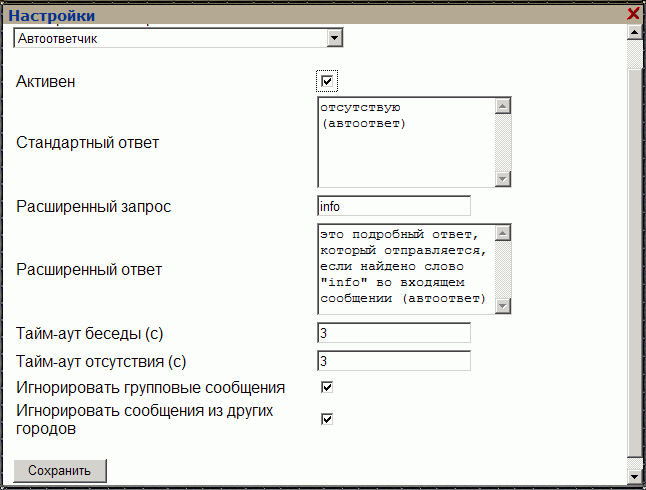 Настройки
Автоответчик
Активен
отсутствую
(автоответ)
Стандартный ответ
Расширенный запрос
info
это подробный ответ,
который отправляется,
если найдено слово
"info" во входящем
сообщении (автоответ)
Расширенный ответ
Тайм-аут беседы (с)
3
Тайм-аут отсутствия (с)
3
Игнорировать групповые сообщения
Игнорировать сообщения из других
городов
Сохранить